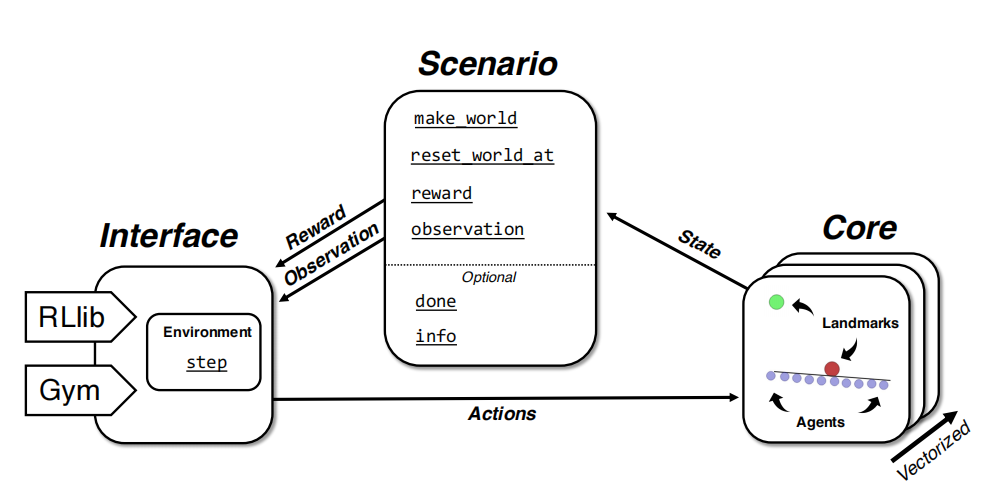 Scenario
make_world
reset_world_at
reward
observation
Optional
done
info
Reward
Observation
Interface
RLlib
Gym
Environment
step
Actions
State
Core
Landmarks
Agents
Vectorized